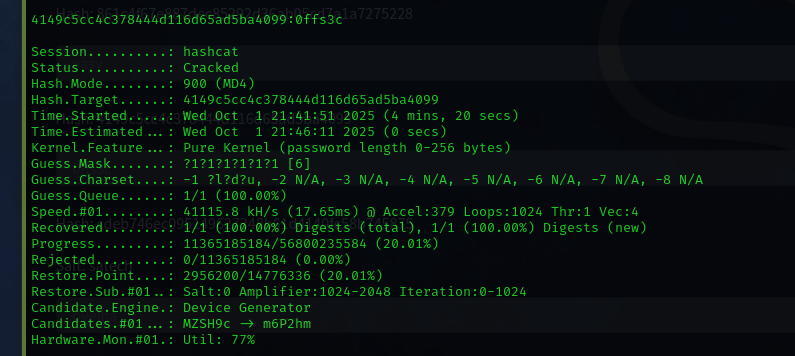 4149c5cc4c378444d116d65ad5ba4099:0ffs3c
Session..........: hashcat
Status...........: Cracked
Hash.Mode........: 900 (MD4)
Hash.Target......: 4149c5cc4c378444d116d65ad5ba4099
Time.Started.....: Wed Oct  1 21:41:51 2025 (4 mins, 20 secs)
Time.Estimated...: Wed Oct  1 21:46:11 2025 (0 secs)
Kernel.Feature...: Pure Kernel (password length 0-256 bytes)
Guess.Mask.......: ?1?1?1?1?1?1 [6]
Guess.Charset....: -1 ?l?d?u, -2 N/A, -3 N/A, -4 N/A, -5 N/A, -6 N/A, -7 N/A, -8 N/A
Guess.Queue......: 1/1 (100.00%)
Speed.#01........: 41115.8 kH/s (17.65ms) @ Accel:379 Loops:1024 Thr:1 Vec:4
Recovered........: 1/1 (100.00%) Digests (total), 1/1 (100.00%) Digests (new)
Progress.........: 11365185184/56800235584 (20.01%)
Rejected.........: 0/11365185184 (0.00%)
Restore.Point....: 2956200/14776336 (20.01%)
Restore.Sub.#01..: Salt:0 Amplifier:1024-2048 Iteration:0-1024
Candidate.Engine.: Device Generator
Candidates.#01...: MZSH9c -> m6P2hm
Hardware.Mon.#01.: Util: 77%